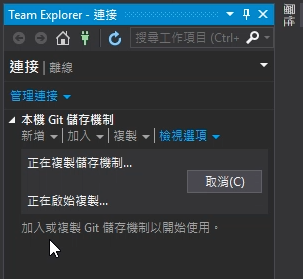 Team Explorer - 連接
搜尋工作項目 (Ctrl+
連接 | 離線
管理連接
本機 Git 儲存機制
新增 | 加入 | 複製 | 檢視選項
正在複製儲存機制...
取消(C)
正在啟始複製...
加入或複製 Git 儲存機制以開始使用。
屬性